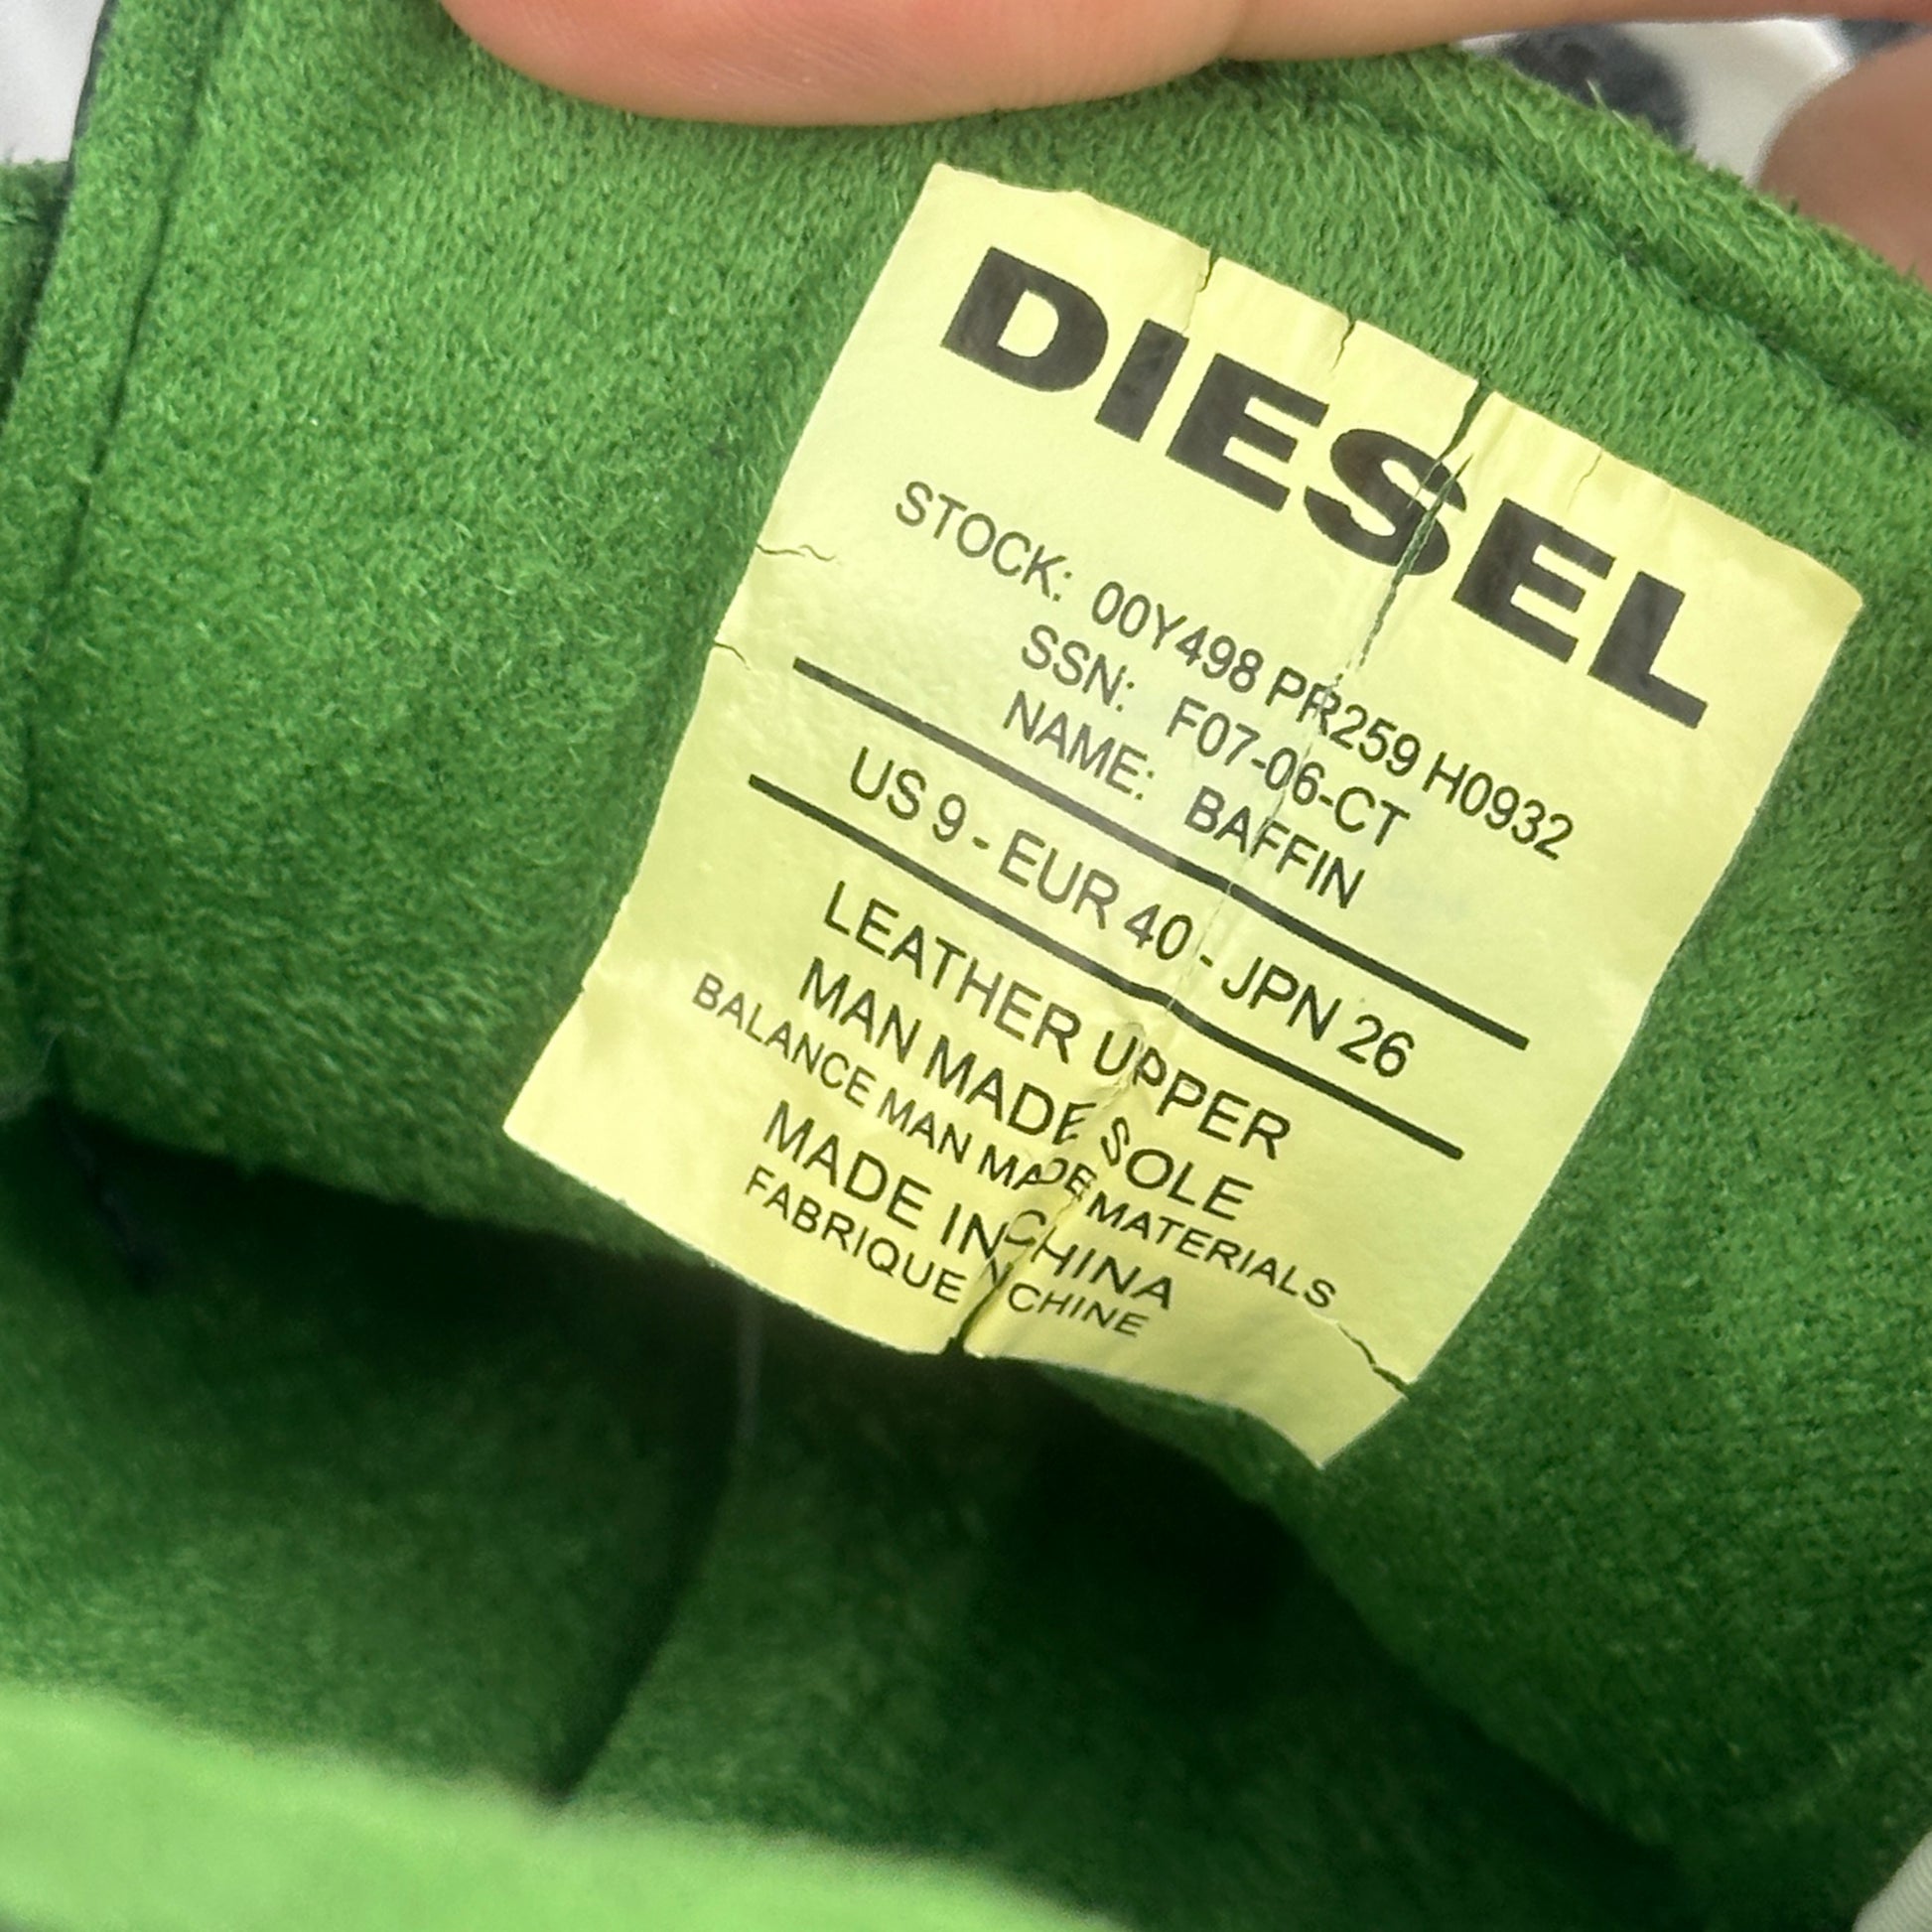 DIESEL
STOCK: 00Y498 PR259 H0932
SSN: F07-06-CT
NAME: BAFFIN
US 9 - EUR 40 - JPN 26
LEATHER UPPER
MAN MADE SOLE
BALANCE MAN MADE MATERIALS
MADE IN CHINA
FABRIQUE N CHINE